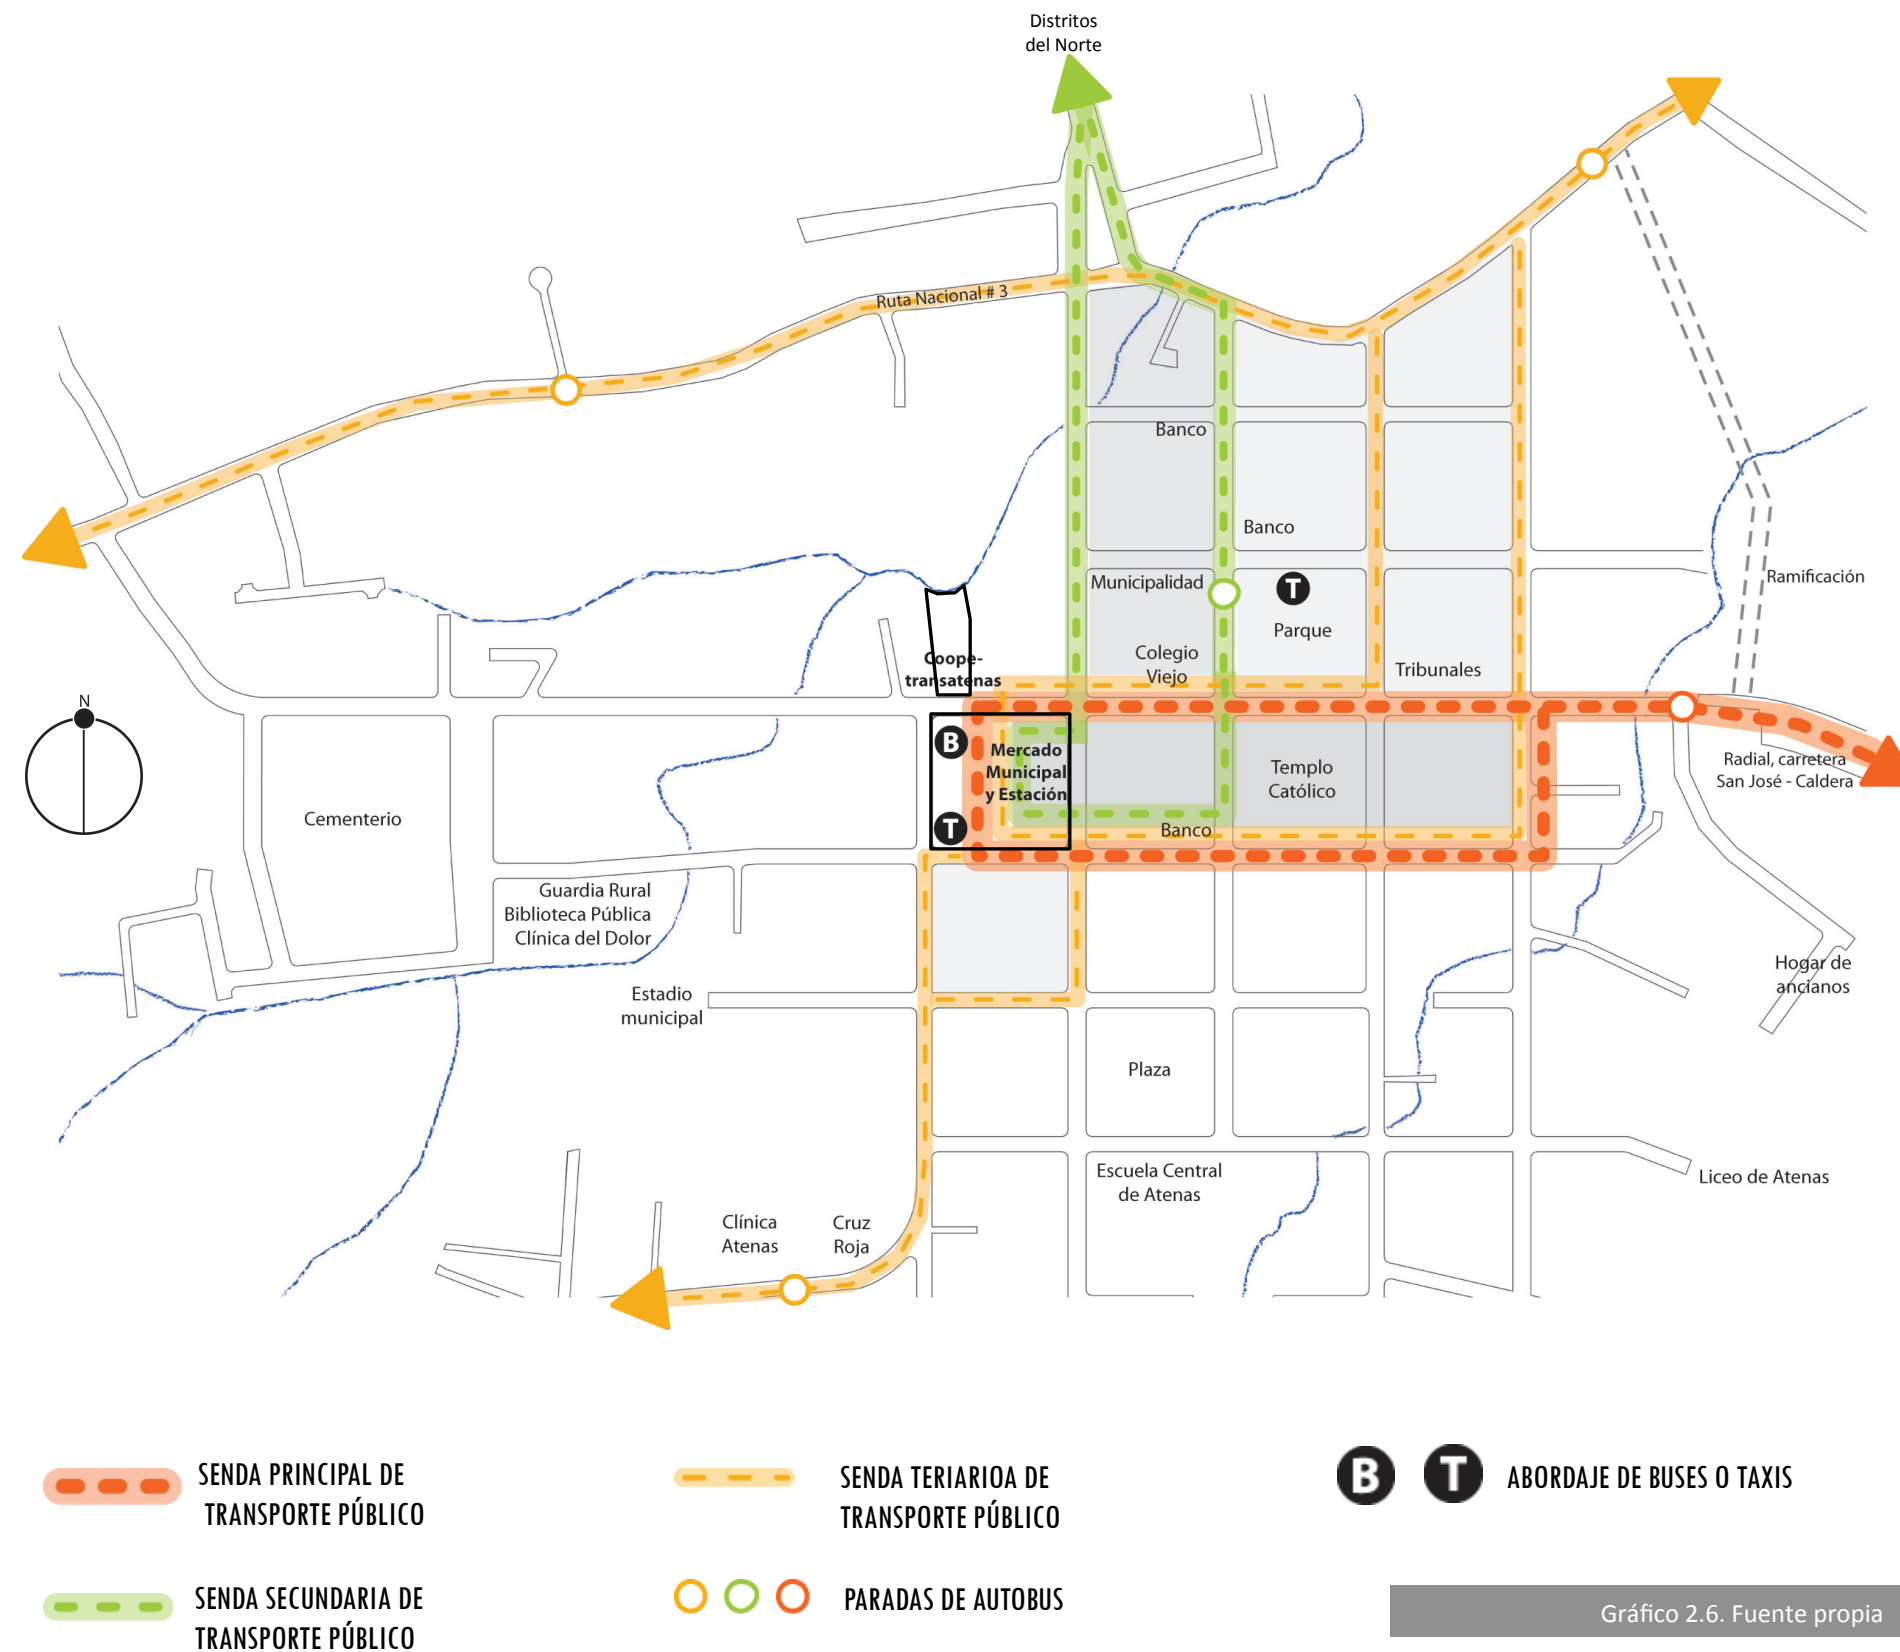 Distritos
del Norte
Ruta Nacional # 3
Banco
Banco
Municipalidad
T
Parque
Ramificación
Colegio
Viejo
Tribunales
Coope-
transatenas
N
B
Mercado
Municipal
y Estación
T
Templo
Católico
Radial, carretera
San José - Caldera
Cementerio
Banco
Guardia Rural
Biblioteca Pública
Clínica del Dolor
Estadio
municipal
Hogar de
ancianos
Plaza
Escuela Central
de Atenas
Liceo de Atenas
Clínica
Atenas
Cruz
Roja
SENDA PRINCIPAL DE
TRANSPORTE PÚBLICO
SENDA TERIARIOA DE
TRANSPORTE PÚBLICO
B T ABORDAJE DE BUSES O TAXIS
SENDA SECUNDARIA DE
TRANSPORTE PÚBLICO
PARADAS DE AUTOBUS
Gráfico 2.6. Fuente propia